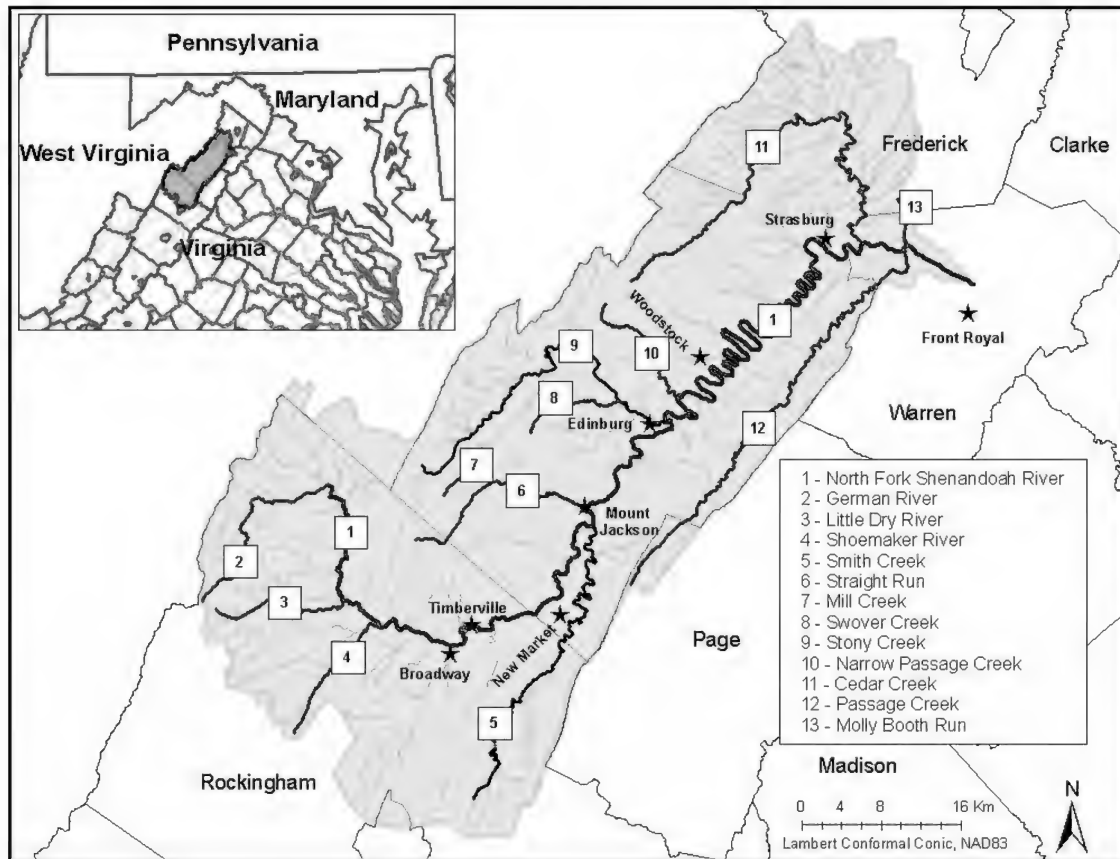 Pennsylvania
Maryland
West Virginia
Virginia
Frederick
Clarke
11
13
Strasburg
Woodstock
1
Front Royal
9
10
8
Edinburg
Warren
12
7
6
Mount
Jackson
1
2
3
Timberville
New Market
4
Broadway
5
Page
Rockingham
Madison
1 - North Fork Shenandoah River
2 - German River
3 - Little Dry River
4 - Shoemaker River
5 - Smith Creek
6 - Straight Run
7 - Mill Creek
8 - Swover Creek
9 - Stony Creek
10 - Narrow Passage Creek
11 - Cedar Creek
12 - Passage Creek
13 - Molly Booth Run
0 4 8 16 Km
Lambert Conformal Conic, NAD83
N